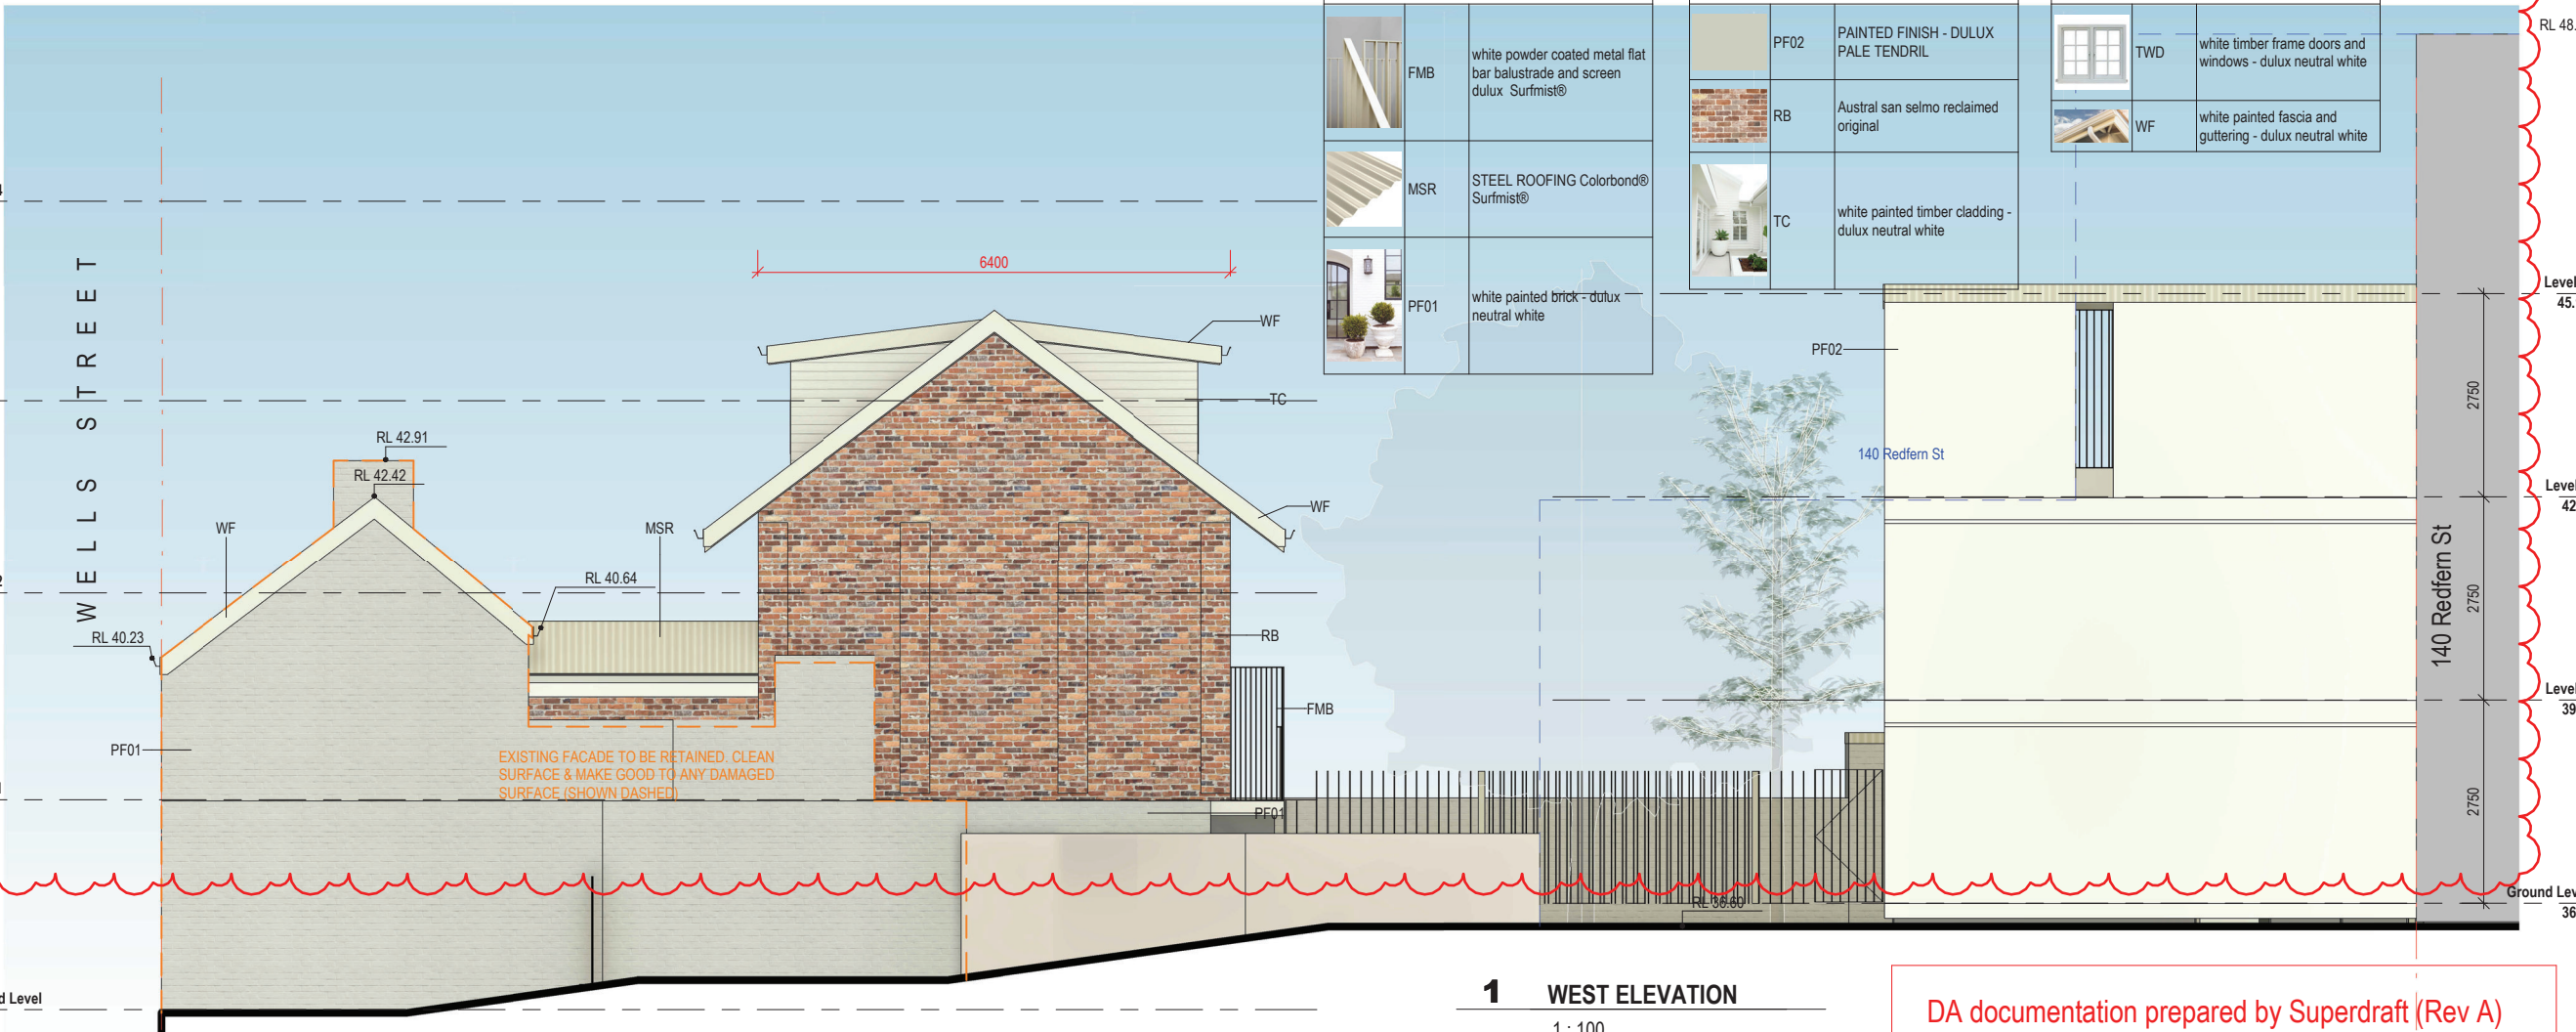 FMB
white powder coated metal flat
bar balustrade and screen
dulux Surfmist®
MSR
STEEL ROOFING Colorbond®
Surfmist®
PF01
white painted brick - dulux
neutral white
PF02
PAINTED FINISH - DULUX
PALE TENDRIL
RB
Austral san selmo reclaimed
original
TC
white painted timber cladding -
dulux neutral white
TWD
white timber frame doors and
windows - dulux neutral white
WF
white painted fascia and
guttering - dulux neutral white
RL 48.
WELLS STREET
6400
WF
TC
WF
RL 42.91
RL 42.42
WF
MSR
RL 40.64
RL 40.23
RB
FMB
PF01
EXISTING FACADE TO BE RETAINED. CLEAN
SURFACE & MAKE GOOD TO ANY DAMAGED
SURFACE (SHOWN DASHED)
PF01
PF02
140 Redfern St
140 Redfern St
Level
45.
2750
Level
42
2750
Level
39
2750
Ground Lev
36
RL 36.60
d Level
1 WEST ELEVATION
1 : 100
DA documentation prepared by Superdraft (Rev A)